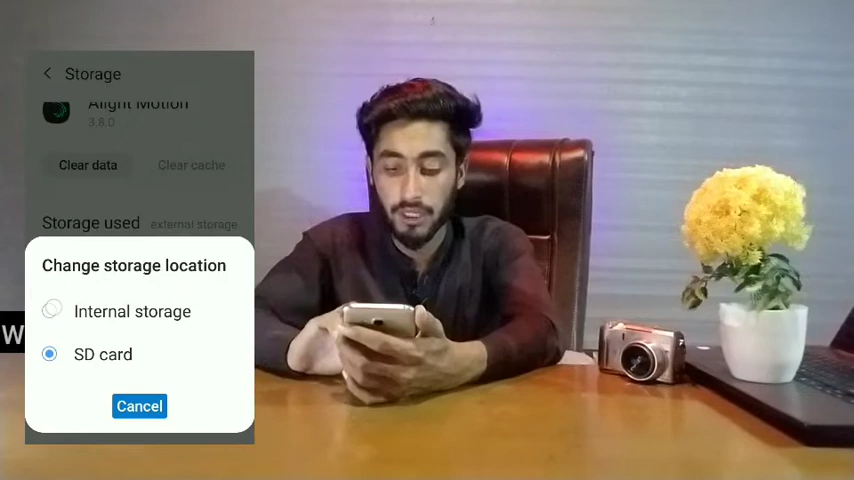 Storage
Alight Motion
3.8.0
Clear data
Clear cache
Storage used external storage
Change storage location
Internal storage
SD card
Cancel
W